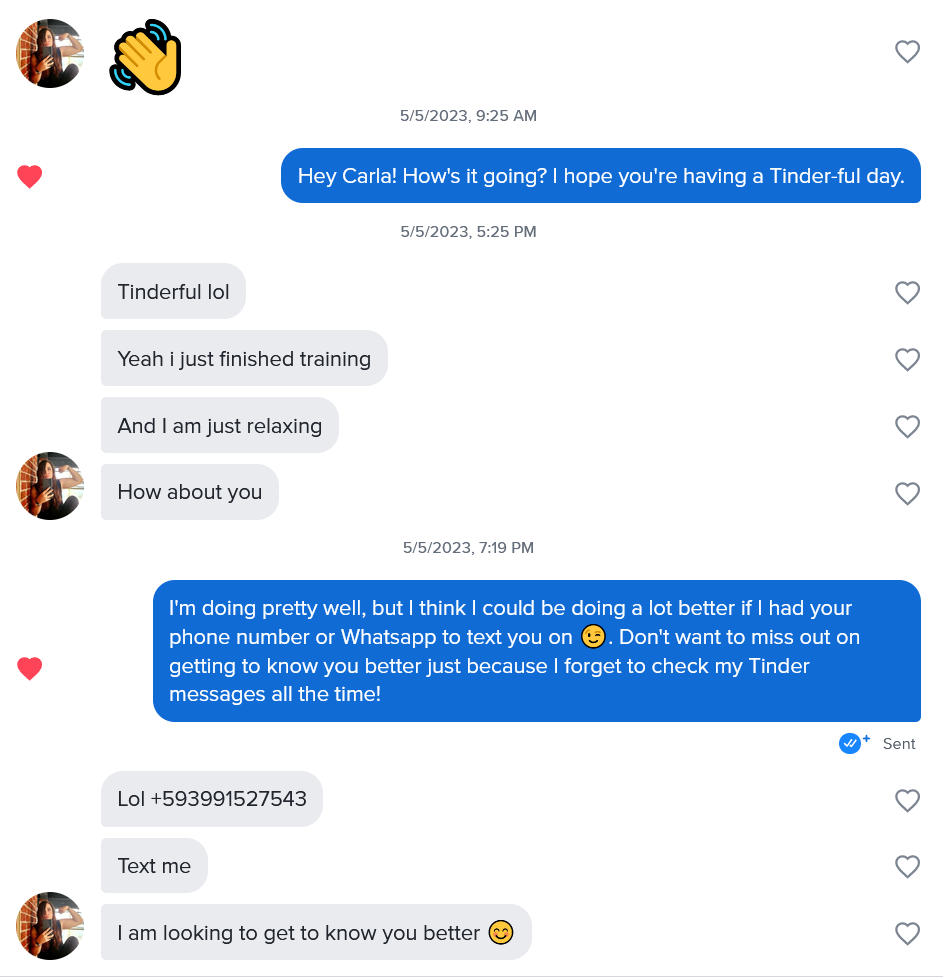 5/5/2023, 9:25 AM
Hey Carla! How's it going? I hope you're having a Tinder-ful day.
5/5/2023, 5:25 PM
Tinderful lol
Yeah i just finished training
And I am just relaxing
How about you
5/5/2023, 7:19 PM
I'm doing pretty well, but I think I could be doing a lot better if I had your
phone number or Whatsapp to text you on 😉. Don't want to miss out on
getting to know you better just because I forget to check my Tinder
messages all the time!
Sent
Lol +593991527543
Text me
I am looking to get to know you better 😊